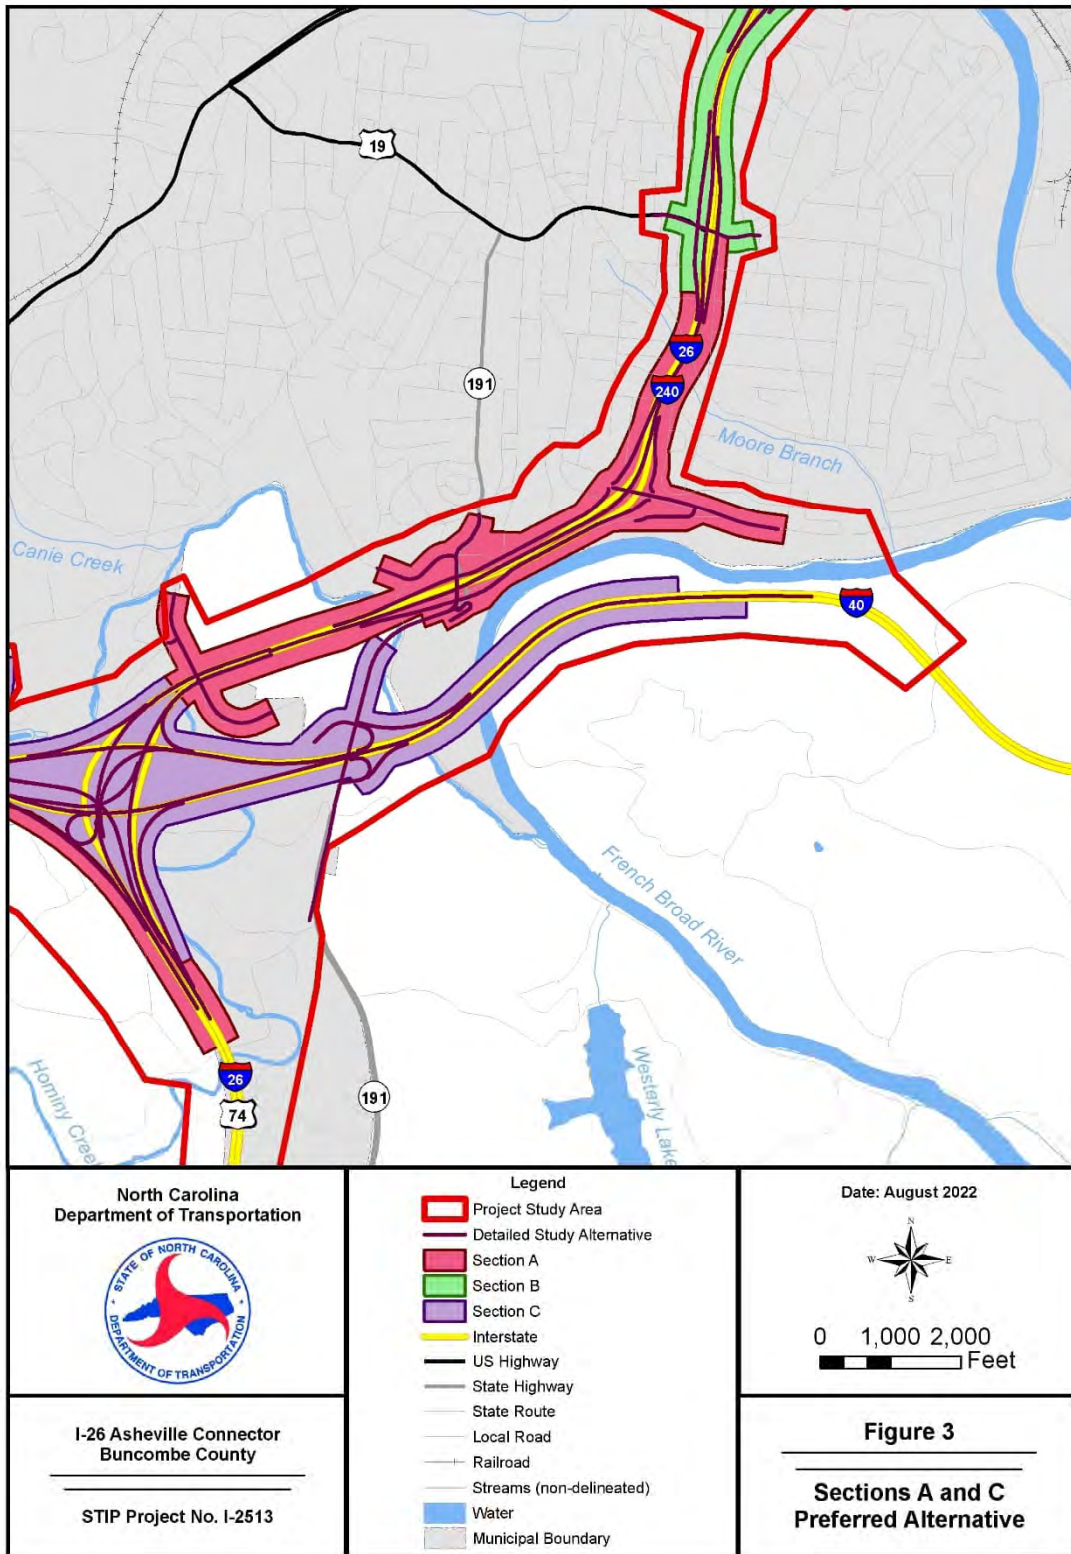 19
26
240
191
Moore Branch
Canie Creek
40
French Broad River
Westerly Lake
26
74
191
Hominy Creek
North Carolina
Department of Transportation
STATE OF NORTH CAROLINA
DEPARTMENT OF TRANSPORTATION
I-26 Asheville Connector
Buncombe County
STIP Project No. I-2513
Legend
Project Study Area
Detailed Study Alternative
Section A
Section B
Section C
Interstate
US Highway
State Highway
State Route
Local Road
Railroad
Streams (non-delineated)
Water
Municipal Boundary
Date: August 2022
N
W E
S
0 1,000 2,000
Feet
Figure 3
Sections A and C
Preferred Alternative